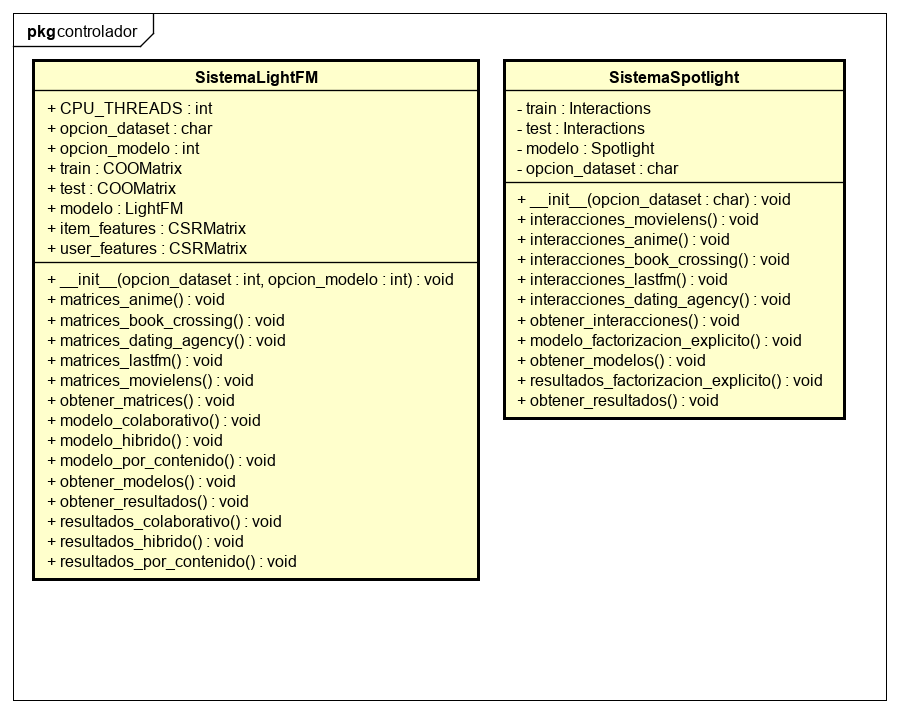 pkg controlador
SistemaLightFM
+ CPU_THREADS : int
+ opcion_dataset : char
+ opcion_modelo : int
+ train : COOMatrix
+ test : COOMatrix
+ modelo : LightFM
+ item_features : CSRMatrix
+ user_features : CSRMatrix
+ __init__(opcion_dataset : int, opcion_modelo : int) : void
+ matrices_anime() : void
+ matrices_book_crossing() : void
+ matrices_dating_agency() : void
+ matrices_lastfm() : void
+ matrices_movielens() : void
+ obtener_matrices() : void
+ modelo_colaborativo() : void
+ modelo_hibrido() : void
+ modelo_por_contenido() : void
+ obtener_modelos() : void
+ obtener_resultados() : void
+ resultados_colaborativo() : void
+ resultados_hibrido() : void
+ resultados_por_contenido() : void
SistemaSpotlight
- train : Interactions
- test : Interactions
- modelo : Spotlight
- opcion_dataset : char
+ __init__(opcion_dataset : char) : void
+ interacciones_movielens() : void
+ interacciones_anime() : void
+ interacciones_book_crossing() : void
+ interacciones_lastfm() : void
+ interacciones_dating_agency() : void
+ obtener_interacciones() : void
+ modelo_factorizacion_explicito() : void
+ obtener_modelos() : void
+ resultados_factorizacion_explicito() : void
+ obtener_resultados() : void